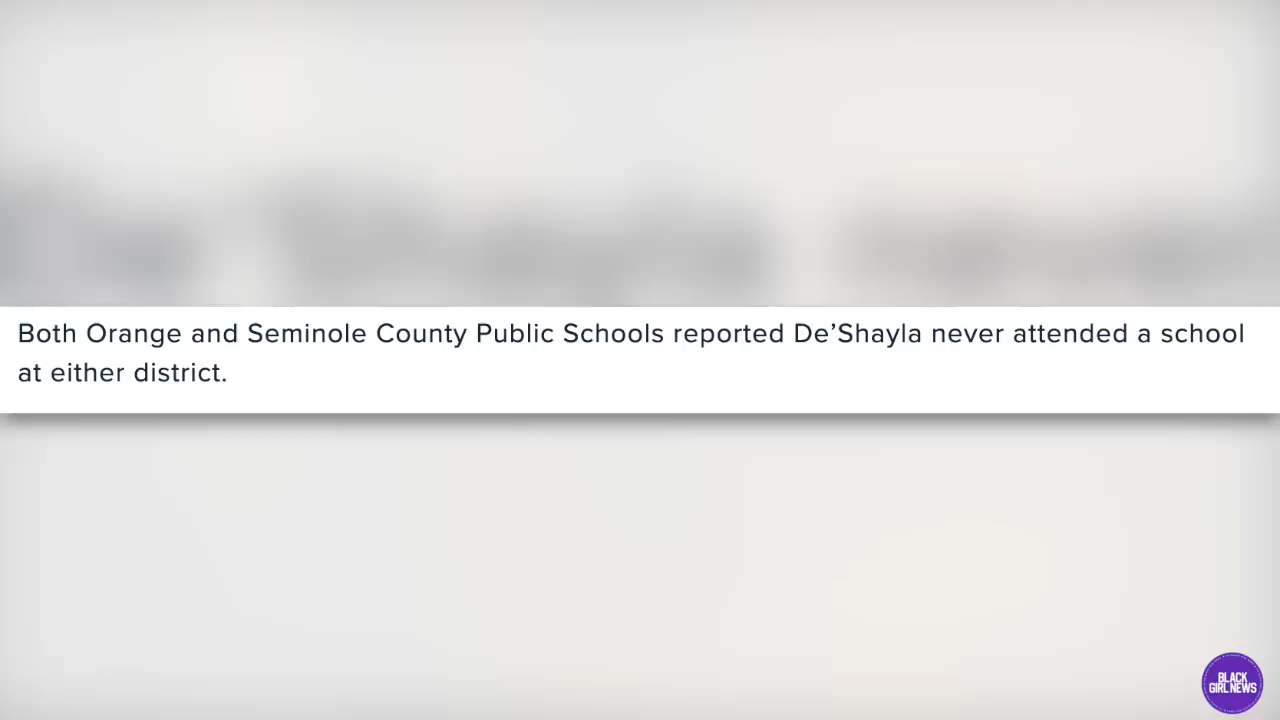 Both Orange and Seminole County Public Schools reported De’Shayla never attended a school
at either district.
BLACK
GIRL NEWS